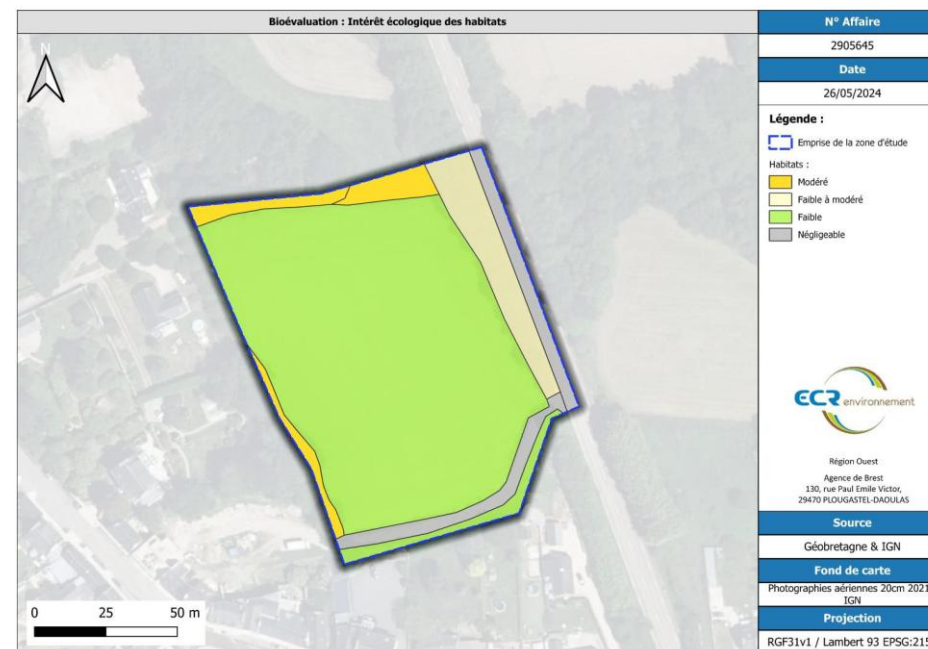 Bioévaluation : Intérêt écologique des habitats
N
0 25 50 m
N° Affaire
2905645
Date
26/05/2024
Légende :
Emprise de la zone d'étude
Habitats :
Modéré
Faible à modéré
Faible
Négligeable
ECR environnement
Région Ouest
Agence de Brest
130, rue Paul Emile Victor,
29470 PLOUGASTEL-DAOULAS
Source
Géobretagne & IGN
Fond de carte
Photographies aériennes 20cm 2021
IGN
Projection
RGF31v1 / Lambert 93 EPSG:215